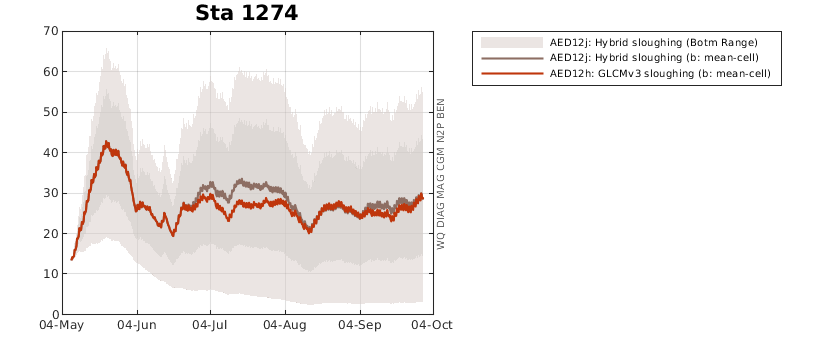 Sta 1274
70
60
50
40
30
20
10
0
04-May 04-Jun 04-Jul 04-Aug 04-Sep 04-Oct
WQ DIAG MAG CGM N2P BEN
AED12j: Hybrid sloughing (Botm Range)
AED12j: Hybrid sloughing (b: mean-cell)
AED12h: GLCMv3 sloughing (b: mean-cell)